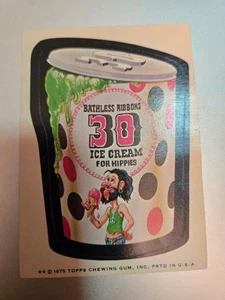 BATHLESS RIBBONS
30
ICE CREAM
FOR HIPPIES
** © 1975 TOPPS CHEWING GUM, INC. PRTD IN U.S.A.